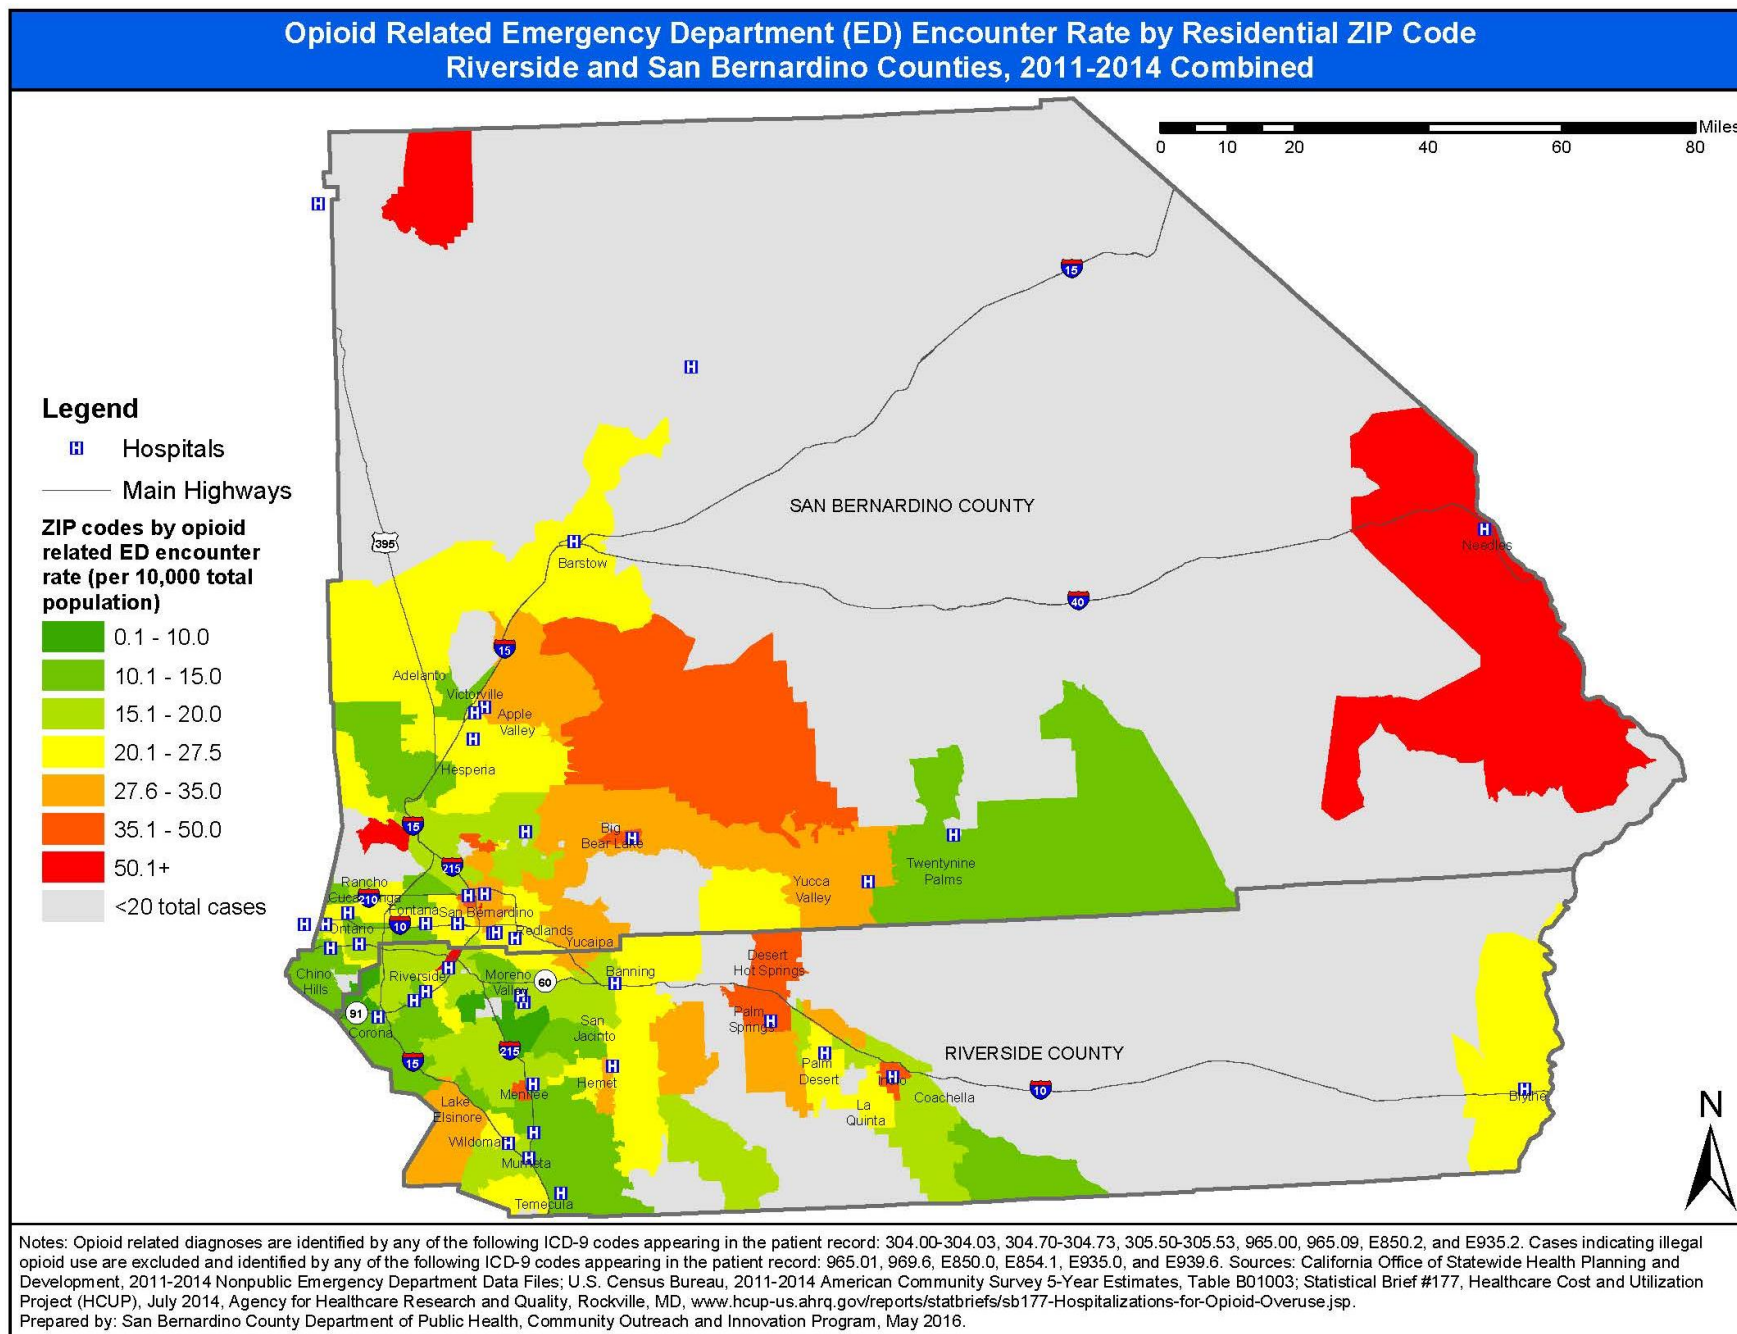 Opioid Related Emergency Department (ED) Encounter Rate by Residential ZIP Code
Riverside and San Bernardino Counties, 2011-2014 Combined
Miles
0 10 20 40 60 80
15
Legend
H Hospitals
Main Highways
ZIP codes by opioid
related ED encounter
rate (per 10,000 total
population)
0.1 - 10.0
10.1 - 15.0
15.1 - 20.0
20.1 - 27.5
27.6 - 35.0
35.1 - 50.0
50.1+
<20 total cases
SAN BERNARDINO COUNTY
395
Needles
Barstow
40
15
Adelanto
Victorville
Apple
Valley
Hesperia
15
Big
Bear Lake
215
Twentynine
Palms
Rancho
Cucamonga
210
Yucca
Valley
Fontana
San Bernardino
10
Ontario
Redlands
Yucaipa
Chino
Hills
Riverside
Moreno
Valley
60
Banning
Desert
Hot Springs
91
Corona
San
Jacinto
Palm
Springs
15
215
RIVERSIDE COUNTY
Palm
Desert
Indio
Hemet
Menifee
10
Blythe
Coachella
La
Quinta
Lake
Elsinore
Wildomar
Murrieta
Temecula
N
Notes: Opioid related diagnoses are identified by any of the following ICD-9 codes appearing in the patient record: 304.00-304.03, 304.70-304.73, 305.50-305.53, 965.00, 965.09, E850.2, and E935.2. Cases indicating illegal
opioid use are excluded and identified by any of the following ICD-9 codes appearing in the patient record: 965.01, 969.6, E850.0, E854.1, E935.0, and E939.6. Sources: California Office of Statewide Health Planning and
Development, 2011-2014 Nonpublic Emergency Department Data Files; U.S. Census Bureau, 2011-2014 American Community Survey 5-Year Estimates, Table B01003; Statistical Brief #177, Healthcare Cost and Utilization
Project (HCUP), July 2014, Agency for Healthcare Research and Quality, Rockville, MD, www.hcup-us.ahrq.gov/reports/statbriefs/sb177-Hospitalizations-for-Opioid-Overuse.jsp.
Prepared by: San Bernardino County Department of Public Health, Community Outreach and Innovation Program, May 2016.